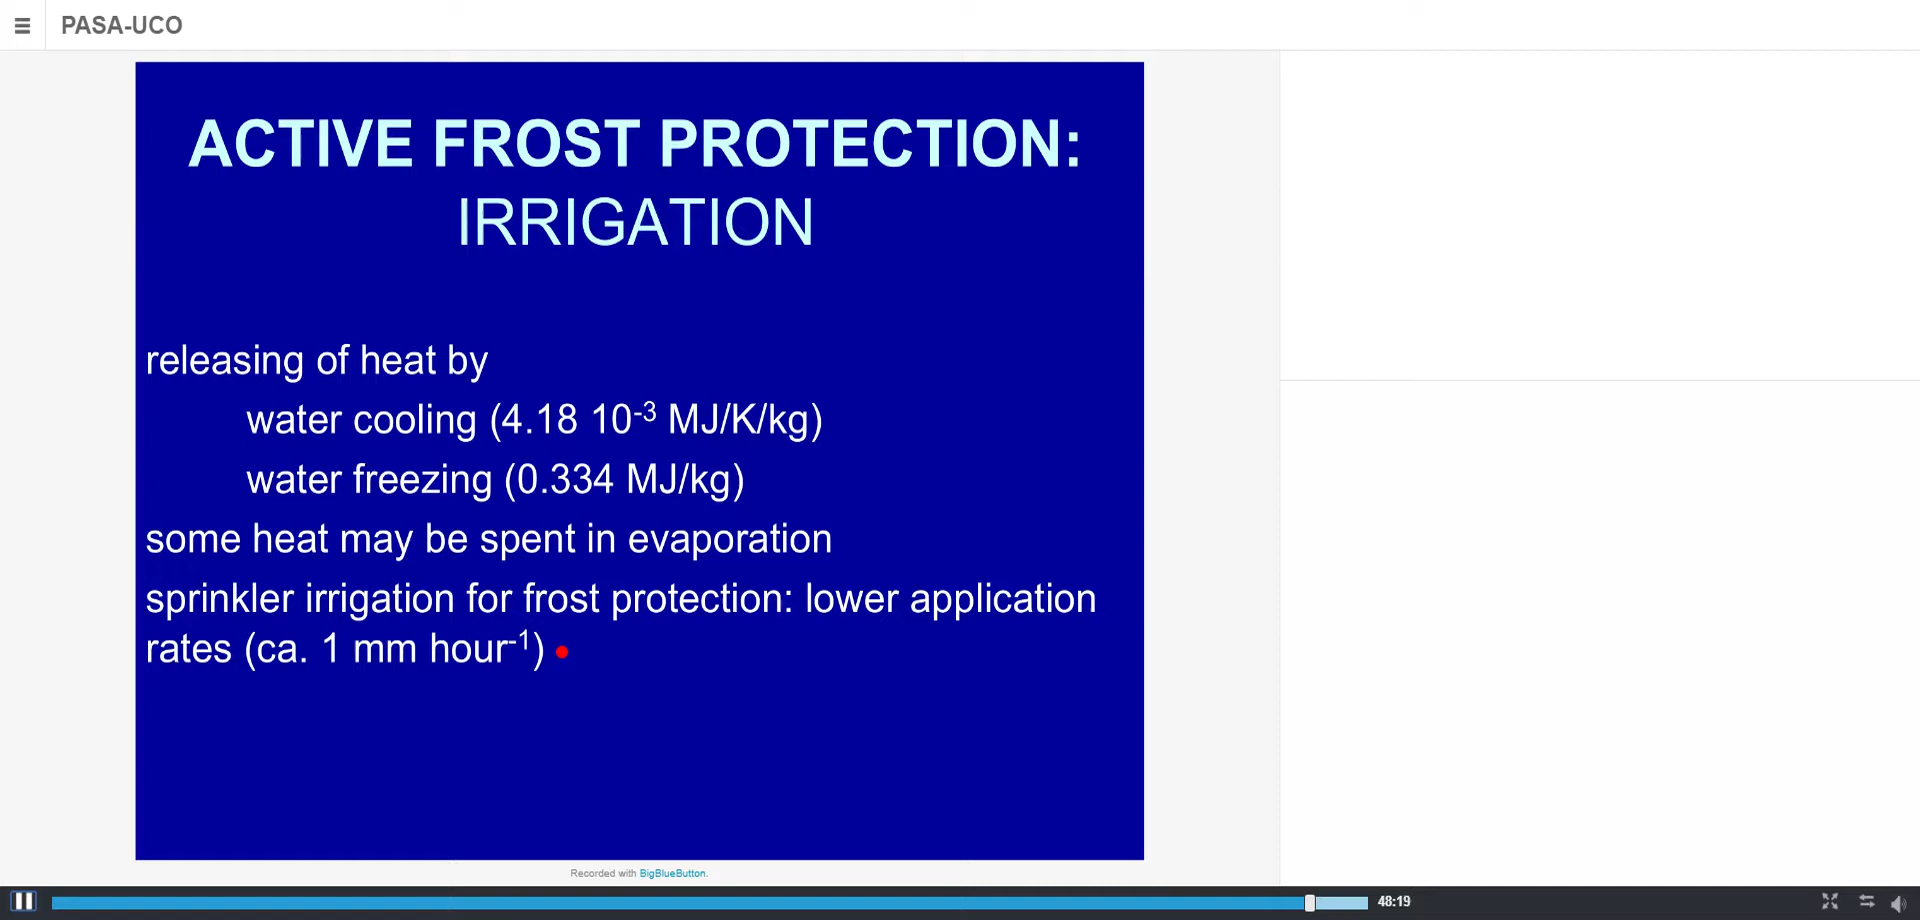 PASA-UCO
ACTIVE FROST PROTECTION:
IRRIGATION
releasing of heat by
water cooling (4.18 10⁻³ MJ/K/kg)
water freezing (0.334 MJ/kg)
some heat may be spent in evaporation
sprinkler irrigation for frost protection: lower application
rates (ca. 1 mm hour⁻¹)
Recorded with BigBlueButton.
48:19